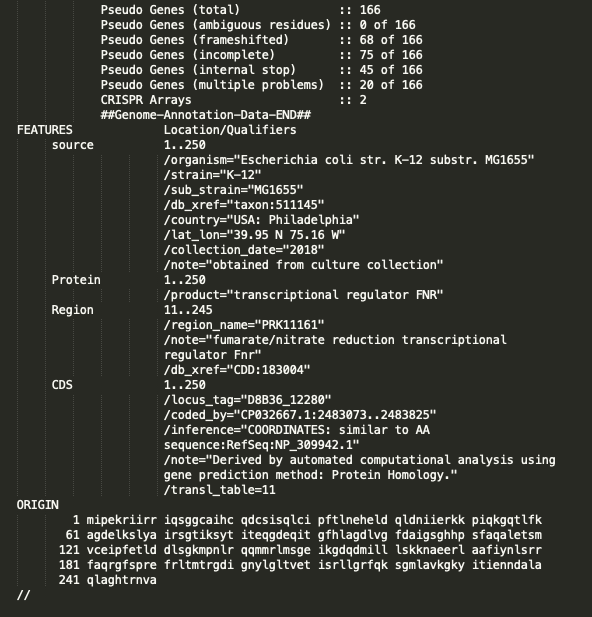 Pseudo Genes (total) :: 166
Pseudo Genes (ambiguous residues) :: 0 of 166
Pseudo Genes (frameshifted) :: 68 of 166
Pseudo Genes (incomplete) :: 75 of 166
Pseudo Genes (internal stop) :: 45 of 166
Pseudo Genes (multiple problems) :: 20 of 166
CRISPR Arrays :: 2
##Genome-Annotation-Data-END##
FEATURES Location/Qualifiers
source 1..250
/organism="Escherichia coli str. K-12 substr. MG1655"
/strain="K-12"
/sub_strain="MG1655"
/db_xref="taxon:511145"
/country="USA: Philadelphia"
/lat_lon="39.95 N 75.16 W"
/collection_date="2018"
/note="obtained from culture collection"
Protein 1..250
/product="transcriptional regulator FNR"
Region 11..245
/region_name="PRK11161"
/note="fumarate/nitrate reduction transcriptional
regulator Fnr"
/db_xref="CDD:183004"
CDS 1..250
/locus_tag="D8B36_12280"
/coded_by="CP032667.1:2483073..2483825"
/inference="COORDINATES: similar to AA
sequence:RefSeq:NP_309942.1"
/note="Derived by automated computational analysis using
gene prediction method: Protein Homology."
/transl_table=11
ORIGIN
1 mipekriirr iqsggcaihc qdcsisqlci pftlneheld qldniierkk piqkgqtlfk
61 agdelkslya irsgtiksyt iteqgdeqit gfhlagdlvg fdaigsghhp sfaqaletsm
121 vceipfetld dlsgkmpnlr qqmmrlmsge ikgdqdmill lskknaeerl aafiynlsrr
181 faqrgfspre frltmtrgdi gnylgltvet isrllgrfqk sgmlavkgky itienndala
241 qlaghtrnva
//